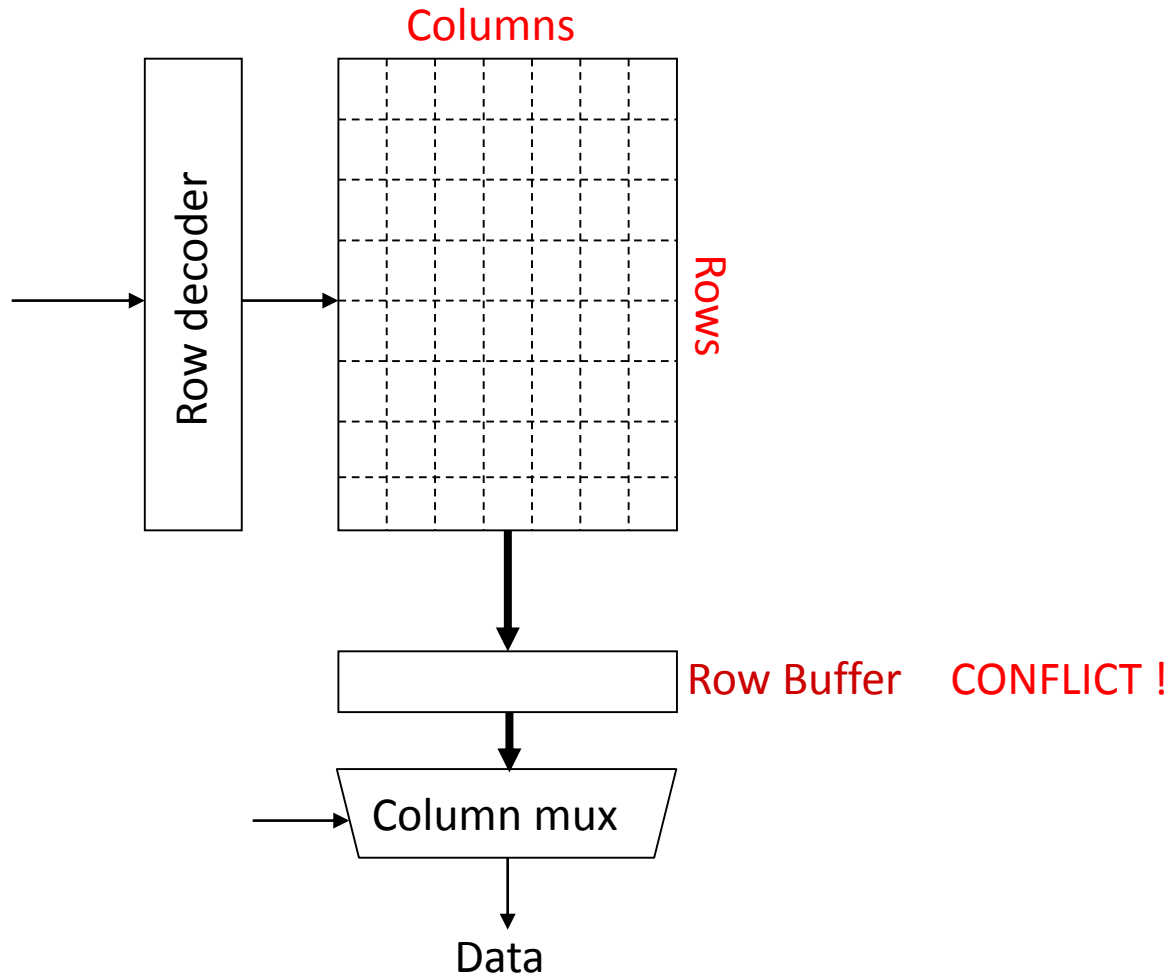 Columns
Row decoder
Rows
Row Buffer CONFLICT !
Column mux
Data